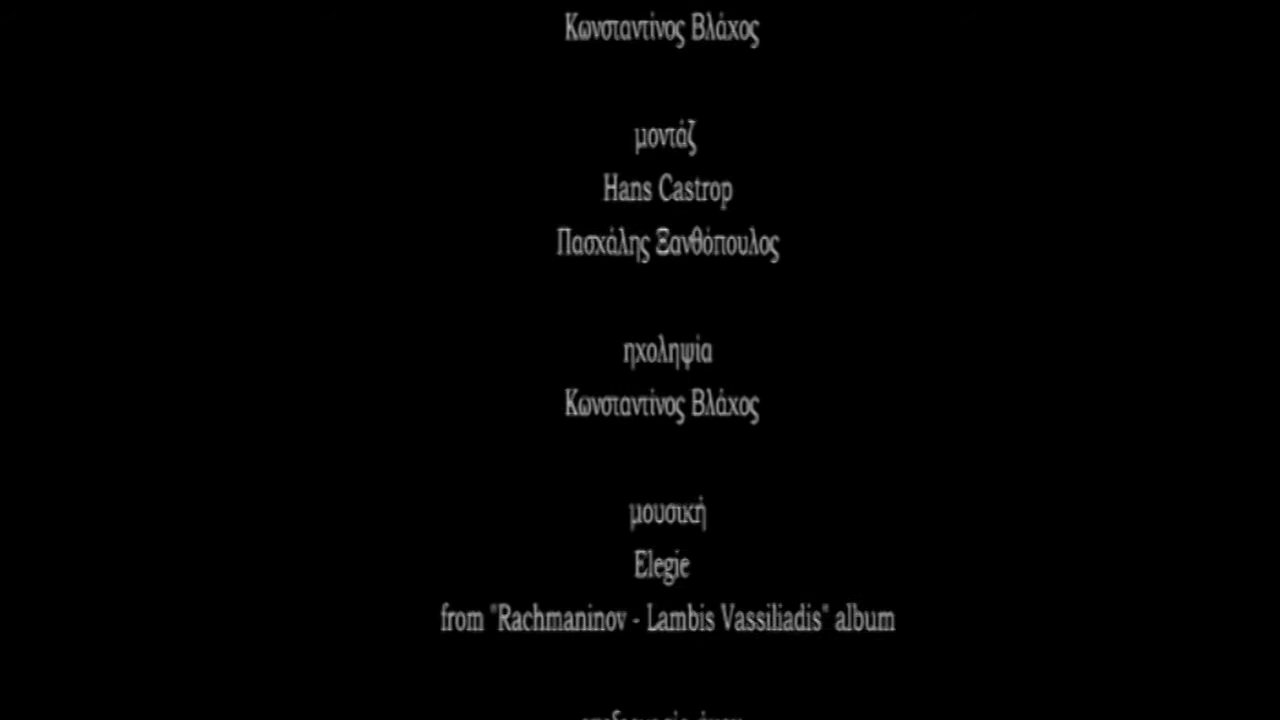 Κωνσταντίνος Βλάχος
μοντάζ
Hans Castrop
Πασχάλης Ξανθόπουλος
ηχοληψία
Κωνσταντίνος Βλάχος
μουσική
Elegie
from "Rachmaninov - Lambis Vassiliadis" album